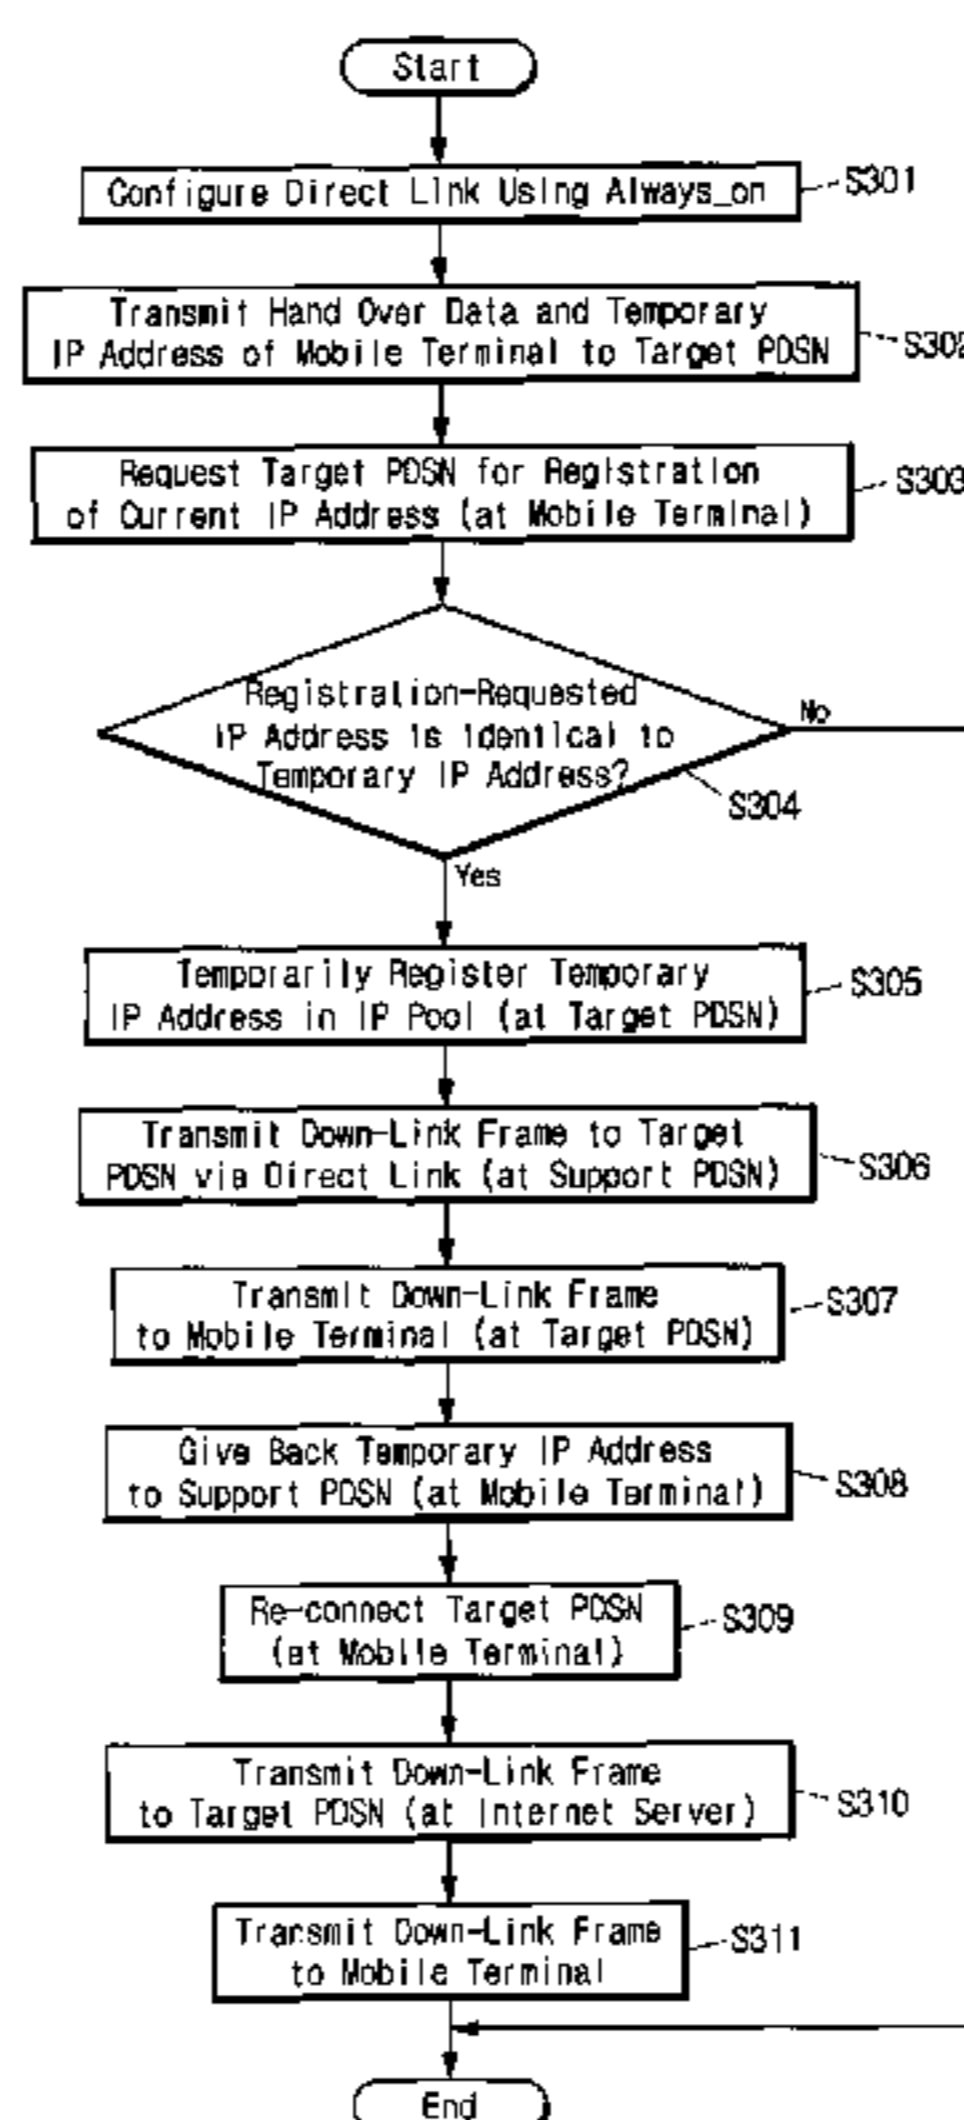 Start
Configure Direct Link Using Always_on
S301
Transmit Hand Over Data and Temporary
IP Address of Mobile Terminal to Target PDSN
S302
Request Target PDSN for Registration
of Current IP Address (at Mobile Terminal)
S303
Registration-Requested
IP Address is identical to
Temporary IP Address?
No
S304
Yes
Temporarily Register Temporary
IP Address in IP Pool (at Target PDSN)
S305
Transmit Down-Link Frame to Target
PDSN via Direct Link (at Support PDSN)
S306
Transmit Down-Link Frame
to Mobile Terminal (at Target PDSN)
S307
Give Back Temporary IP Address
to Support PDSN (at Mobile Terminal)
S308
Re-connect Target PDSN
(at Mobile Terminal)
S309
Transmit Down-Link Frame
to Target PDSN (at Internet Server)
S310
Transmit Down-Link Frame
to Mobile Terminal
S311
End